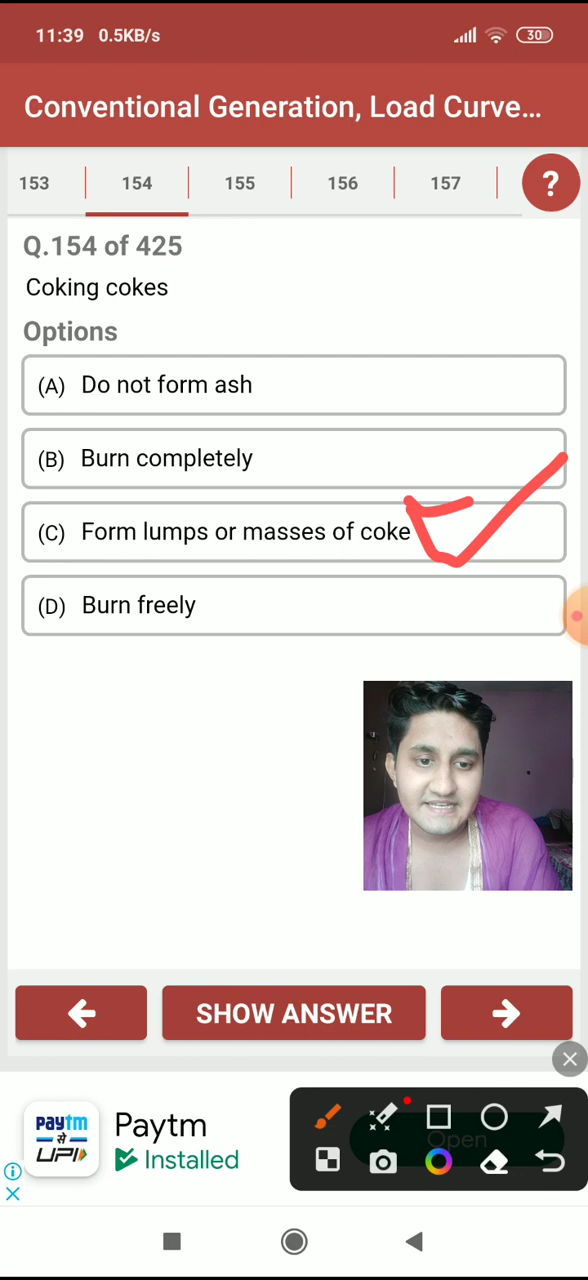 11:39 0.5KB/s 30
Conventional Generation, Load Curve...
153 154 155 156 157 ?
Q.154 of 425
Coking cokes
Options
(A) Do not form ash
(B) Burn completely
(C) Form lumps or masses of coke
(D) Burn freely
SHOW ANSWER
paytm
से
UPI
Paytm
Installed
Open